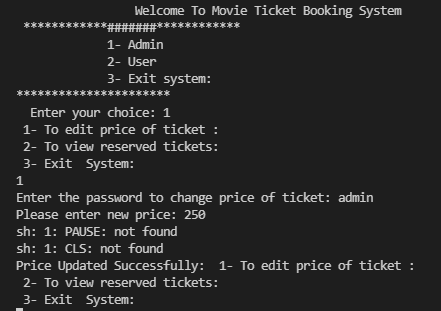 Welcome To Movie Ticket Booking System
************#######************
1- Admin
2- User
3- Exit system:
**********************
Enter your choice: 1
1- To edit price of ticket :
2- To view reserved tickets:
3- Exit  System:
1
Enter the password to change price of ticket: admin
Please enter new price: 250
sh: 1: PAUSE: not found
sh: 1: CLS: not found
Price Updated Successfully:  1- To edit price of ticket :
2- To view reserved tickets:
3- Exit  System: